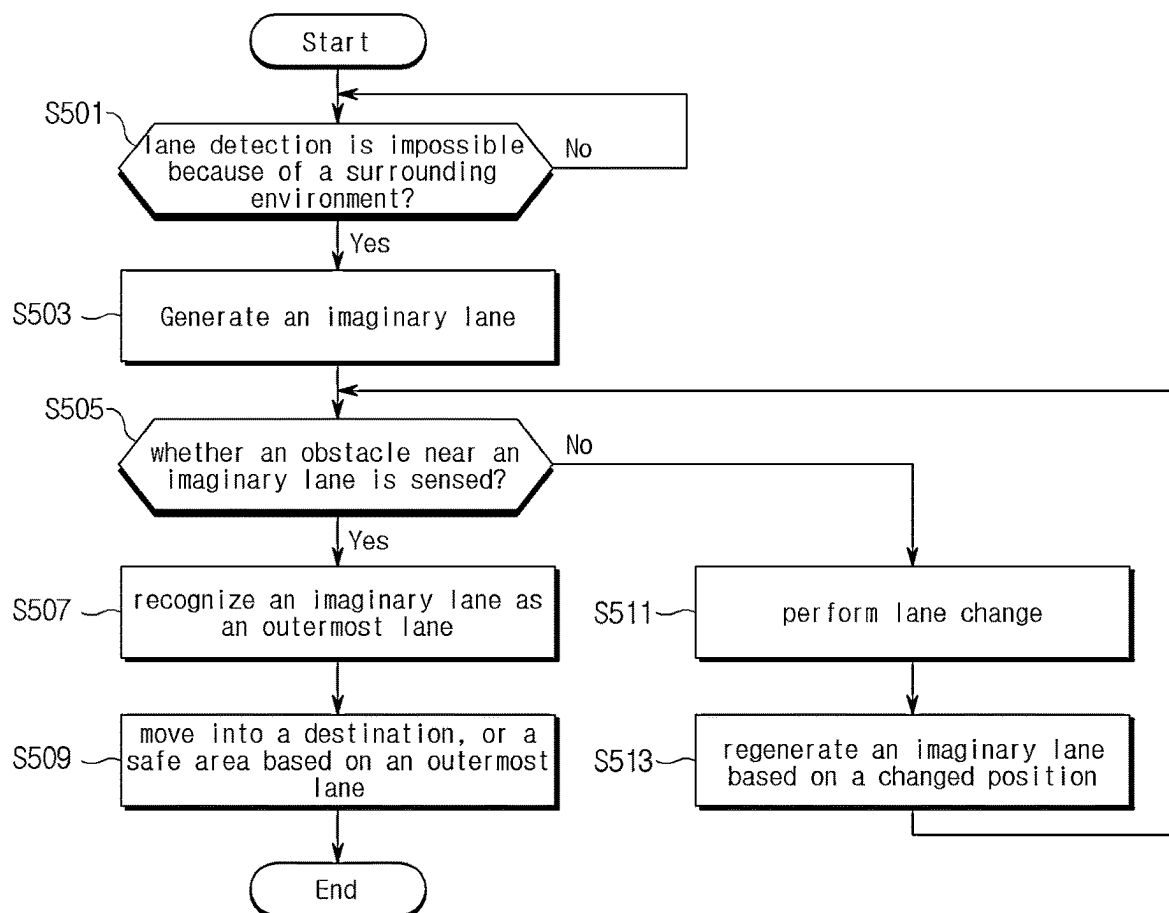 Start
S501
lane detection is impossible
because of a surrounding
environment?
No
Yes
S503
Generate an imaginary lane
S505
whether an obstacle near an
imaginary lane is sensed?
No
Yes
S507
recognize an imaginary lane as
an outermost lane
S511
perform lane change
S509
move into a destination, or a
safe area based on an outermost
lane
S513
regenerate an imaginary lane
based on a changed position
End